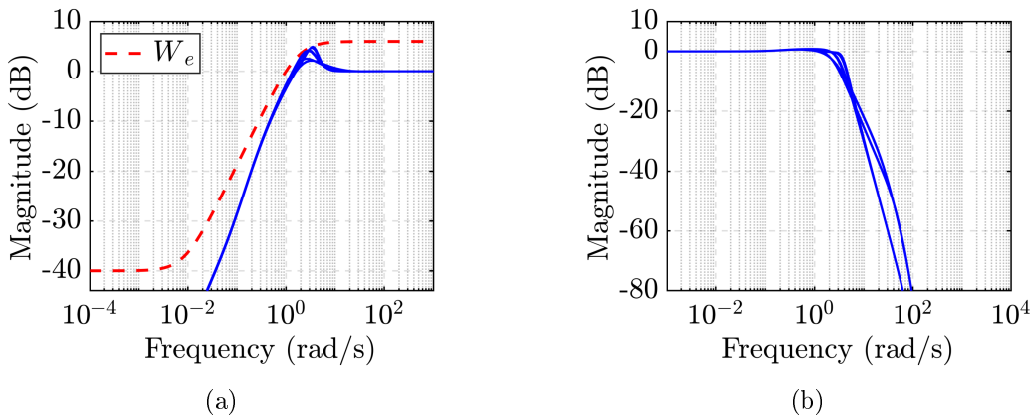 10
0
-10
-20
-30
-40
Magnitude (dB)
W_e
10^{-4} 10^{-2} 10^0 10^2
Frequency (rad/s)
(a)
10
0
-20
-40
-60
-80
Magnitude (dB)
10^{-2} 10^0 10^2 10^4
Frequency (rad/s)
(b)